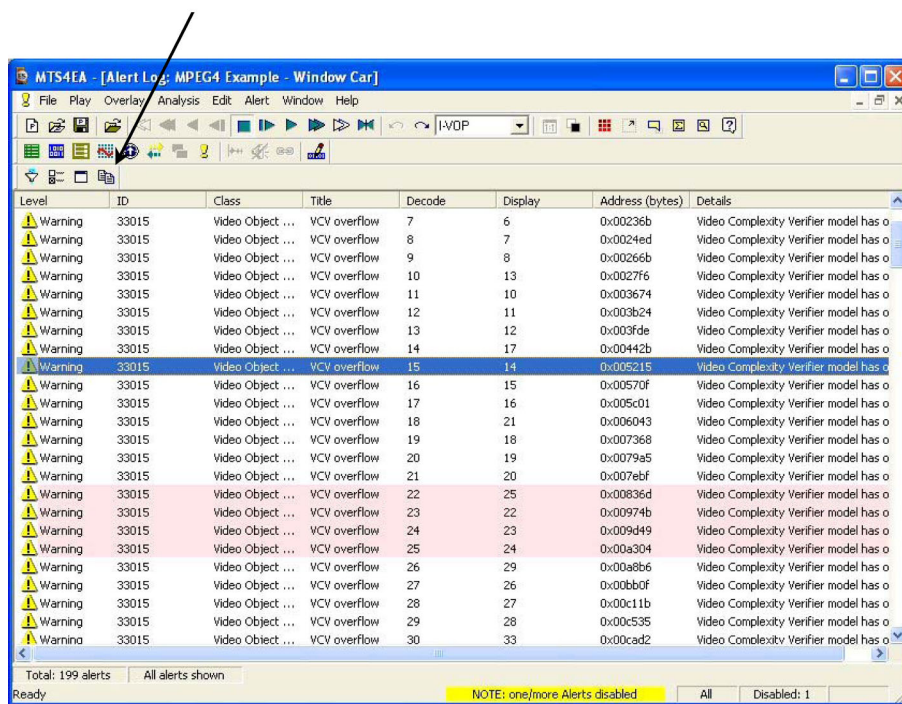 MTS4EA - [Alert Log: MPEG4 Example - Window Car]
File Play Overlay Analysis Edit Alert Window Help
I-VOP
Level ID Class Title Decode Display Address (bytes) Details
Warning 33015 Video Object ... VCV overflow 7 6 0x00236b Video Complexity Verifier model has o
Warning 33015 Video Object ... VCV overflow 8 7 0x0024ed Video Complexity Verifier model has o
Warning 33015 Video Object ... VCV overflow 9 8 0x00266b Video Complexity Verifier model has o
Warning 33015 Video Object ... VCV overflow 10 13 0x0027f6 Video Complexity Verifier model has o
Warning 33015 Video Object ... VCV overflow 11 10 0x003674 Video Complexity Verifier model has o
Warning 33015 Video Object ... VCV overflow 12 11 0x003b24 Video Complexity Verifier model has o
Warning 33015 Video Object ... VCV overflow 13 12 0x003fde Video Complexity Verifier model has o
Warning 33015 Video Object ... VCV overflow 14 17 0x00442b Video Complexity Verifier model has o
Warning 33015 Video Object ... VCV overflow 15 14 0x005215 Video Complexity Verifier model has o
Warning 33015 Video Object ... VCV overflow 16 15 0x00570f Video Complexity Verifier model has o
Warning 33015 Video Object ... VCV overflow 17 16 0x005c01 Video Complexity Verifier model has o
Warning 33015 Video Object ... VCV overflow 18 21 0x006043 Video Complexity Verifier model has o
Warning 33015 Video Object ... VCV overflow 19 18 0x007368 Video Complexity Verifier model has o
Warning 33015 Video Object ... VCV overflow 20 19 0x0079a5 Video Complexity Verifier model has o
Warning 33015 Video Object ... VCV overflow 21 20 0x007ebf Video Complexity Verifier model has o
Warning 33015 Video Object ... VCV overflow 22 25 0x00836d Video Complexity Verifier model has o
Warning 33015 Video Object ... VCV overflow 23 22 0x00974b Video Complexity Verifier model has o
Warning 33015 Video Object ... VCV overflow 24 23 0x009d49 Video Complexity Verifier model has o
Warning 33015 Video Object ... VCV overflow 25 24 0x00a304 Video Complexity Verifier model has o
Warning 33015 Video Object ... VCV overflow 26 29 0x00a8b6 Video Complexity Verifier model has o
Warning 33015 Video Object ... VCV overflow 27 26 0x00bb0f Video Complexity Verifier model has o
Warning 33015 Video Object ... VCV overflow 28 27 0x00c11b Video Complexity Verifier model has o
Warning 33015 Video Object ... VCV overflow 29 28 0x00c535 Video Complexity Verifier model has o
Warning 33015 Video Object ... VCV overflow 30 33 0x00cad2 Video Complexity Verifier model has o
Total: 199 alerts All alerts shown
Ready NOTE: one/more Alerts disabled All Disabled: 1